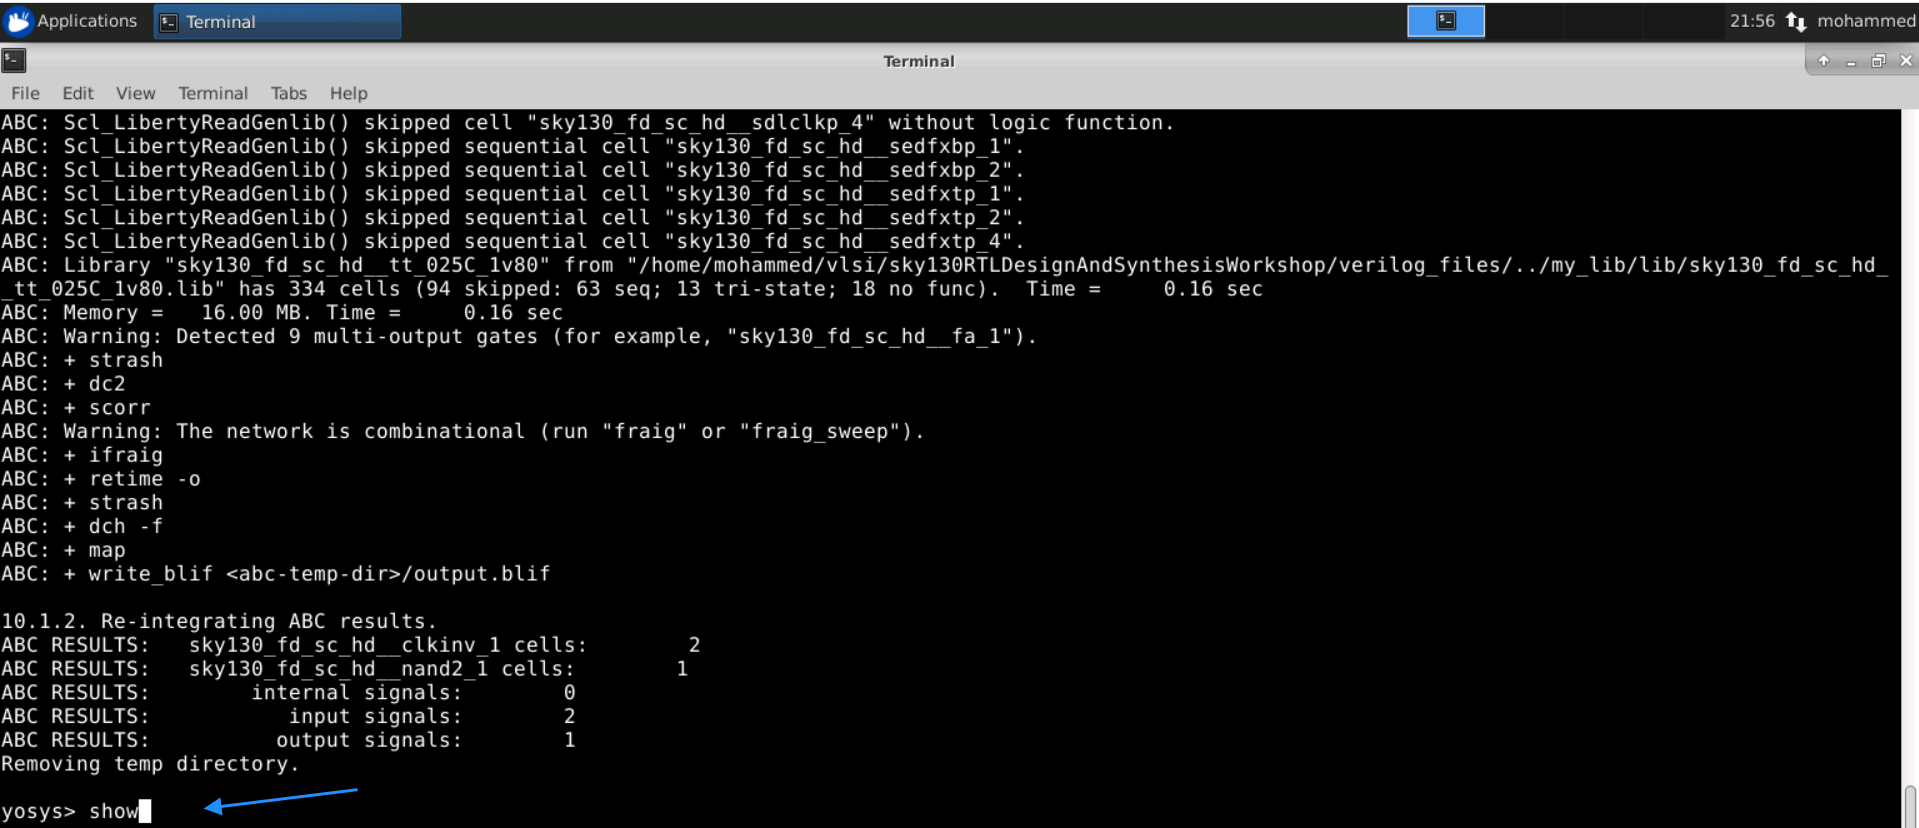 Applications Terminal 21:56 mohammed
Terminal
File Edit View Terminal Tabs Help
ABC: Scl_LibertyReadGenlib() skipped cell "sky130_fd_sc_hd__sdlclkp_4" without logic function.
ABC: Scl_LibertyReadGenlib() skipped sequential cell "sky130_fd_sc_hd__sedfxbp_1".
ABC: Scl_LibertyReadGenlib() skipped sequential cell "sky130_fd_sc_hd__sedfxbp_2".
ABC: Scl_LibertyReadGenlib() skipped sequential cell "sky130_fd_sc_hd__sedfxtp_1".
ABC: Scl_LibertyReadGenlib() skipped sequential cell "sky130_fd_sc_hd__sedfxtp_2".
ABC: Scl_LibertyReadGenlib() skipped sequential cell "sky130_fd_sc_hd__sedfxtp_4".
ABC: Library "sky130_fd_sc_hd__tt_025C_1v80" from "/home/mohammed/vlsi/sky130RTLDesignAndSynthesisWorkshop/verilog_files/../my_lib/lib/sky130_fd_sc_hd_
_tt_025C_1v80.lib" has 334 cells (94 skipped: 63 seq; 13 tri-state; 18 no func).  Time =     0.16 sec
ABC: Memory =   16.00 MB. Time =     0.16 sec
ABC: Warning: Detected 9 multi-output gates (for example, "sky130_fd_sc_hd__fa_1").
ABC: + strash
ABC: + dc2
ABC: + scorr
ABC: Warning: The network is combinational (run "fraig" or "fraig_sweep").
ABC: + ifraig
ABC: + retime -o
ABC: + strash
ABC: + dch -f
ABC: + map
ABC: + write_blif <abc-temp-dir>/output.blif
10.1.2. Re-integrating ABC results.
ABC RESULTS:   sky130_fd_sc_hd__clkinv_1 cells:        2
ABC RESULTS:   sky130_fd_sc_hd__nand2_1 cells:        1
ABC RESULTS:        internal signals:        0
ABC RESULTS:           input signals:        2
ABC RESULTS:          output signals:        1
Removing temp directory.
yosys> show